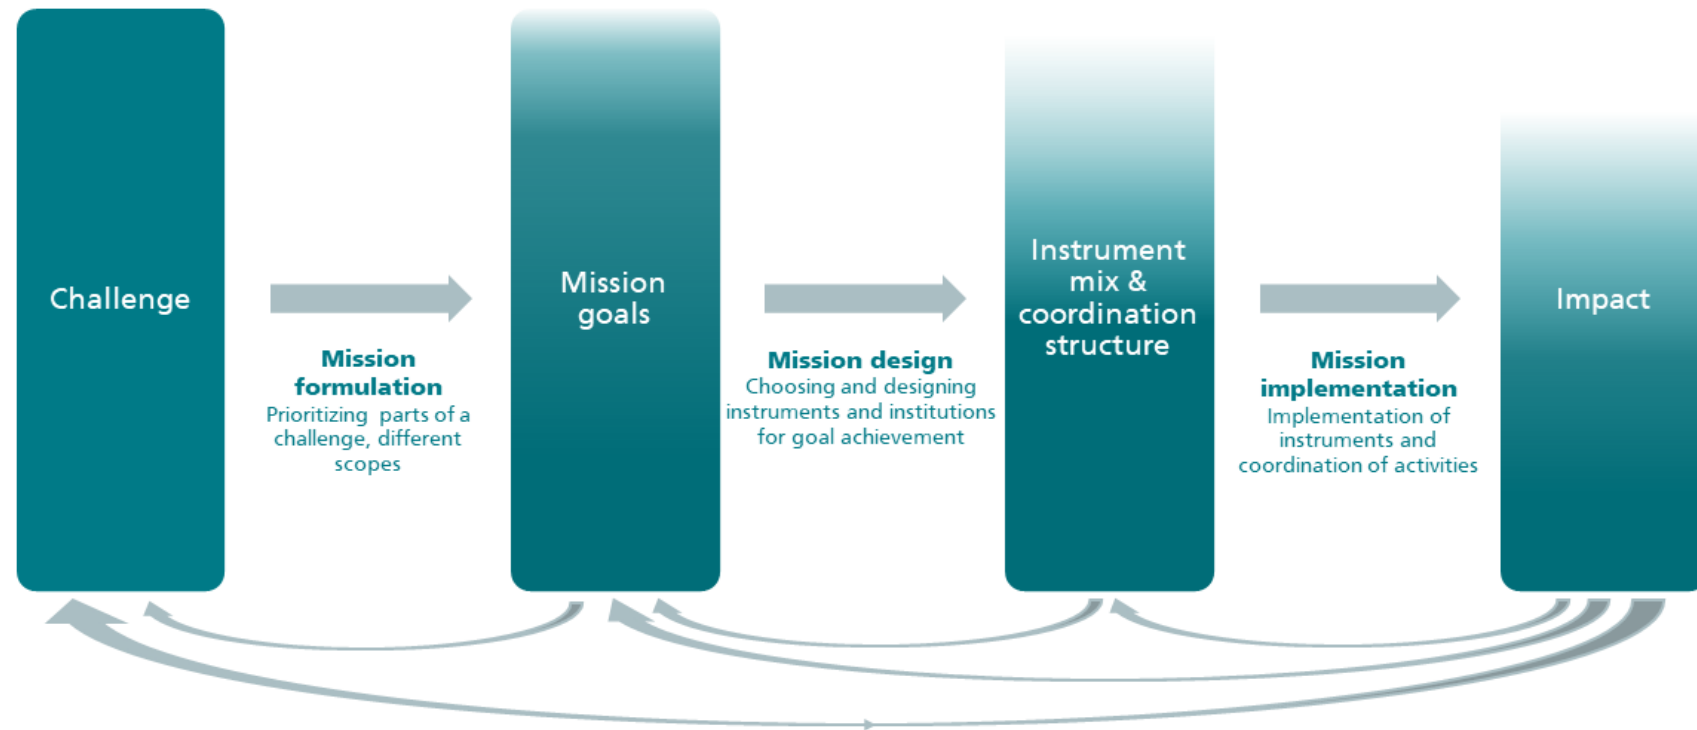 Challenge
Mission
formulation
Prioritizing parts of a
challenge, different
scopes
Mission
goals
Mission design
Choosing and designing
instruments and institutions
for goal achievement
Instrument
mix &
coordination
structure
Mission
implementation
Implementation of
instruments and
coordination of activities
Impact